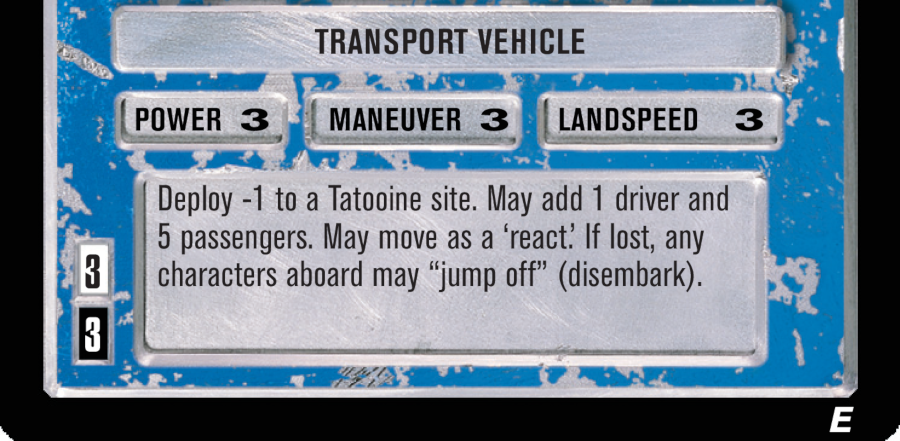 TRANSPORT VEHICLE
POWER 3 MANEUVER 3 LANDSPEED 3
Deploy -1 to a Tatooine site. May add 1 driver and
5 passengers. May move as a ‘react.’ If lost, any
characters aboard may “jump off” (disembark).
3
3
E